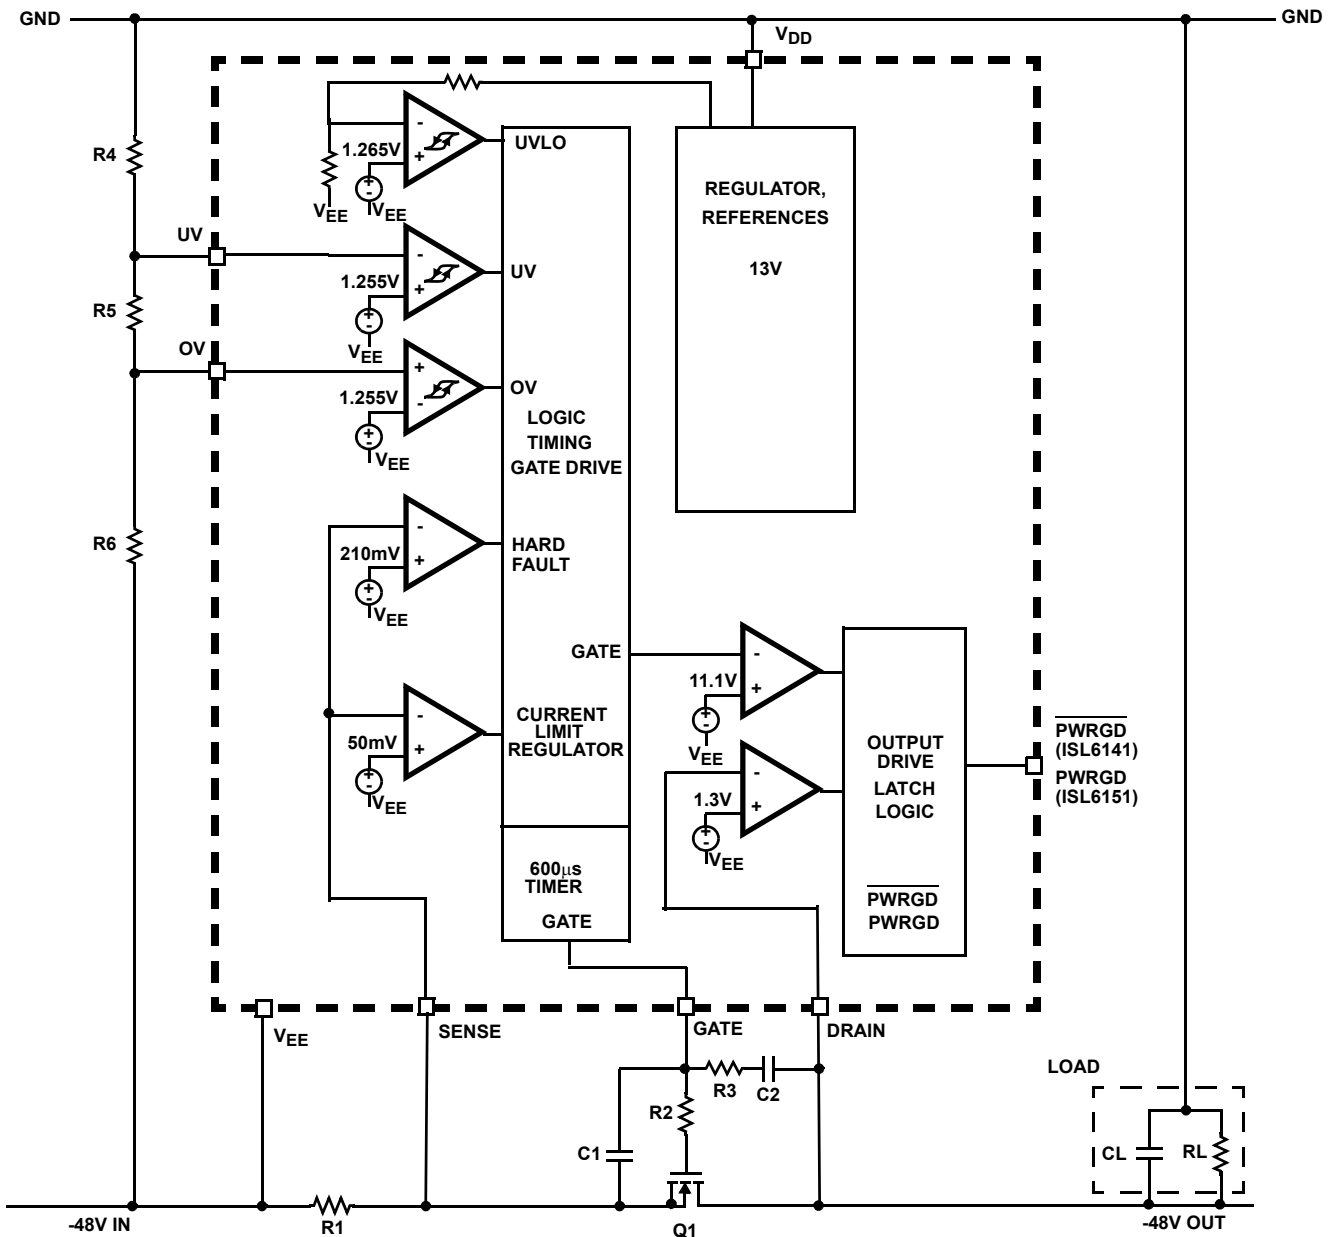 GND
GND
VDD
R4
1.265V
UVLO
VEE
VEE
REGULATOR,
REFERENCES
13V
UV
1.255V
UV
VEE
R5
OV
1.255V
OV
VEE
LOGIC
TIMING
GATE DRIVE
R6
210mV
HARD
FAULT
VEE
GATE
11.1V
VEE
50mV
CURRENT
LIMIT
REGULATOR
VEE
1.3V
VEE
OUTPUT
DRIVE
LATCH
LOGIC
PWRGD
(ISL6141)
PWRGD
(ISL6151)
600μs
TIMER
GATE
PWRGD
PWRGD
VEE
SENSE
GATE
DRAIN
LOAD
R3
C2
R2
C1
CL
RL
-48V IN
R1
Q1
-48V OUT